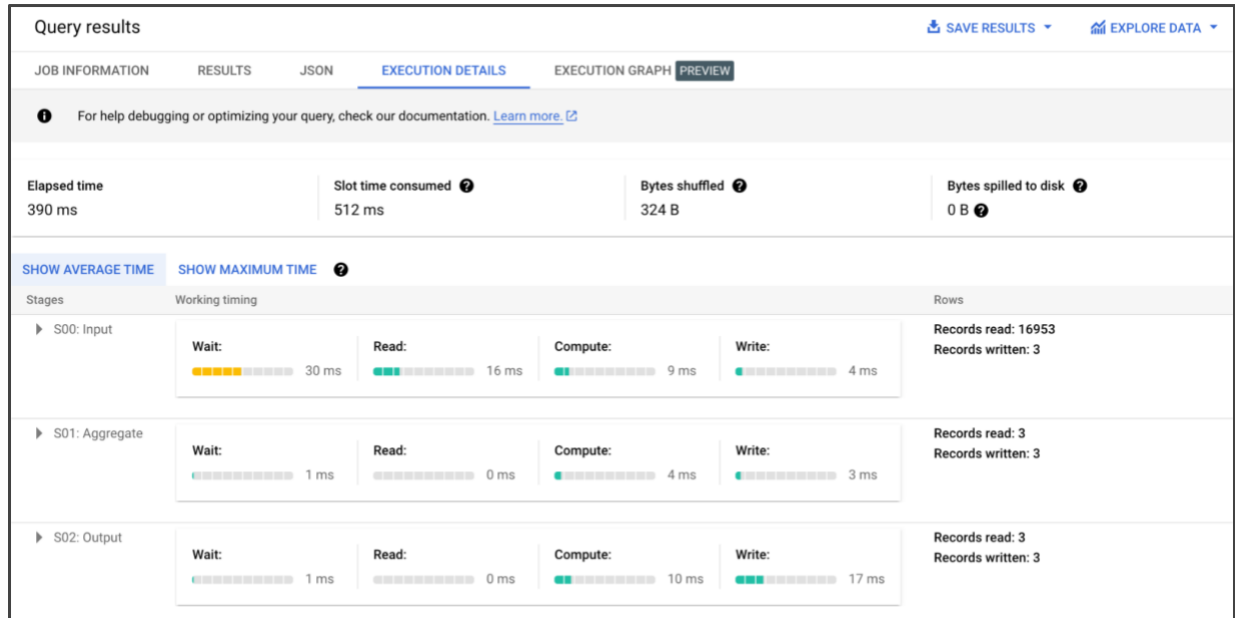 Query results
SAVE RESULTS
EXPLORE DATA
JOB INFORMATION RESULTS JSON EXECUTION DETAILS EXECUTION GRAPH PREVIEW
For help debugging or optimizing your query, check our documentation. Learn more.
Elapsed time Slot time consumed Bytes shuffled Bytes spilled to disk
390 ms 512 ms 324 B 0 B
SHOW AVERAGE TIME SHOW MAXIMUM TIME
Stages Working timing Rows
S00: Input
Wait: Read: Compute: Write:
30 ms 16 ms 9 ms 4 ms
Records read: 16953
Records written: 3
S01: Aggregate
Wait: Read: Compute: Write:
1 ms 0 ms 4 ms 3 ms
Records read: 3
Records written: 3
S02: Output
Wait: Read: Compute: Write:
1 ms 0 ms 10 ms 17 ms
Records read: 3
Records written: 3